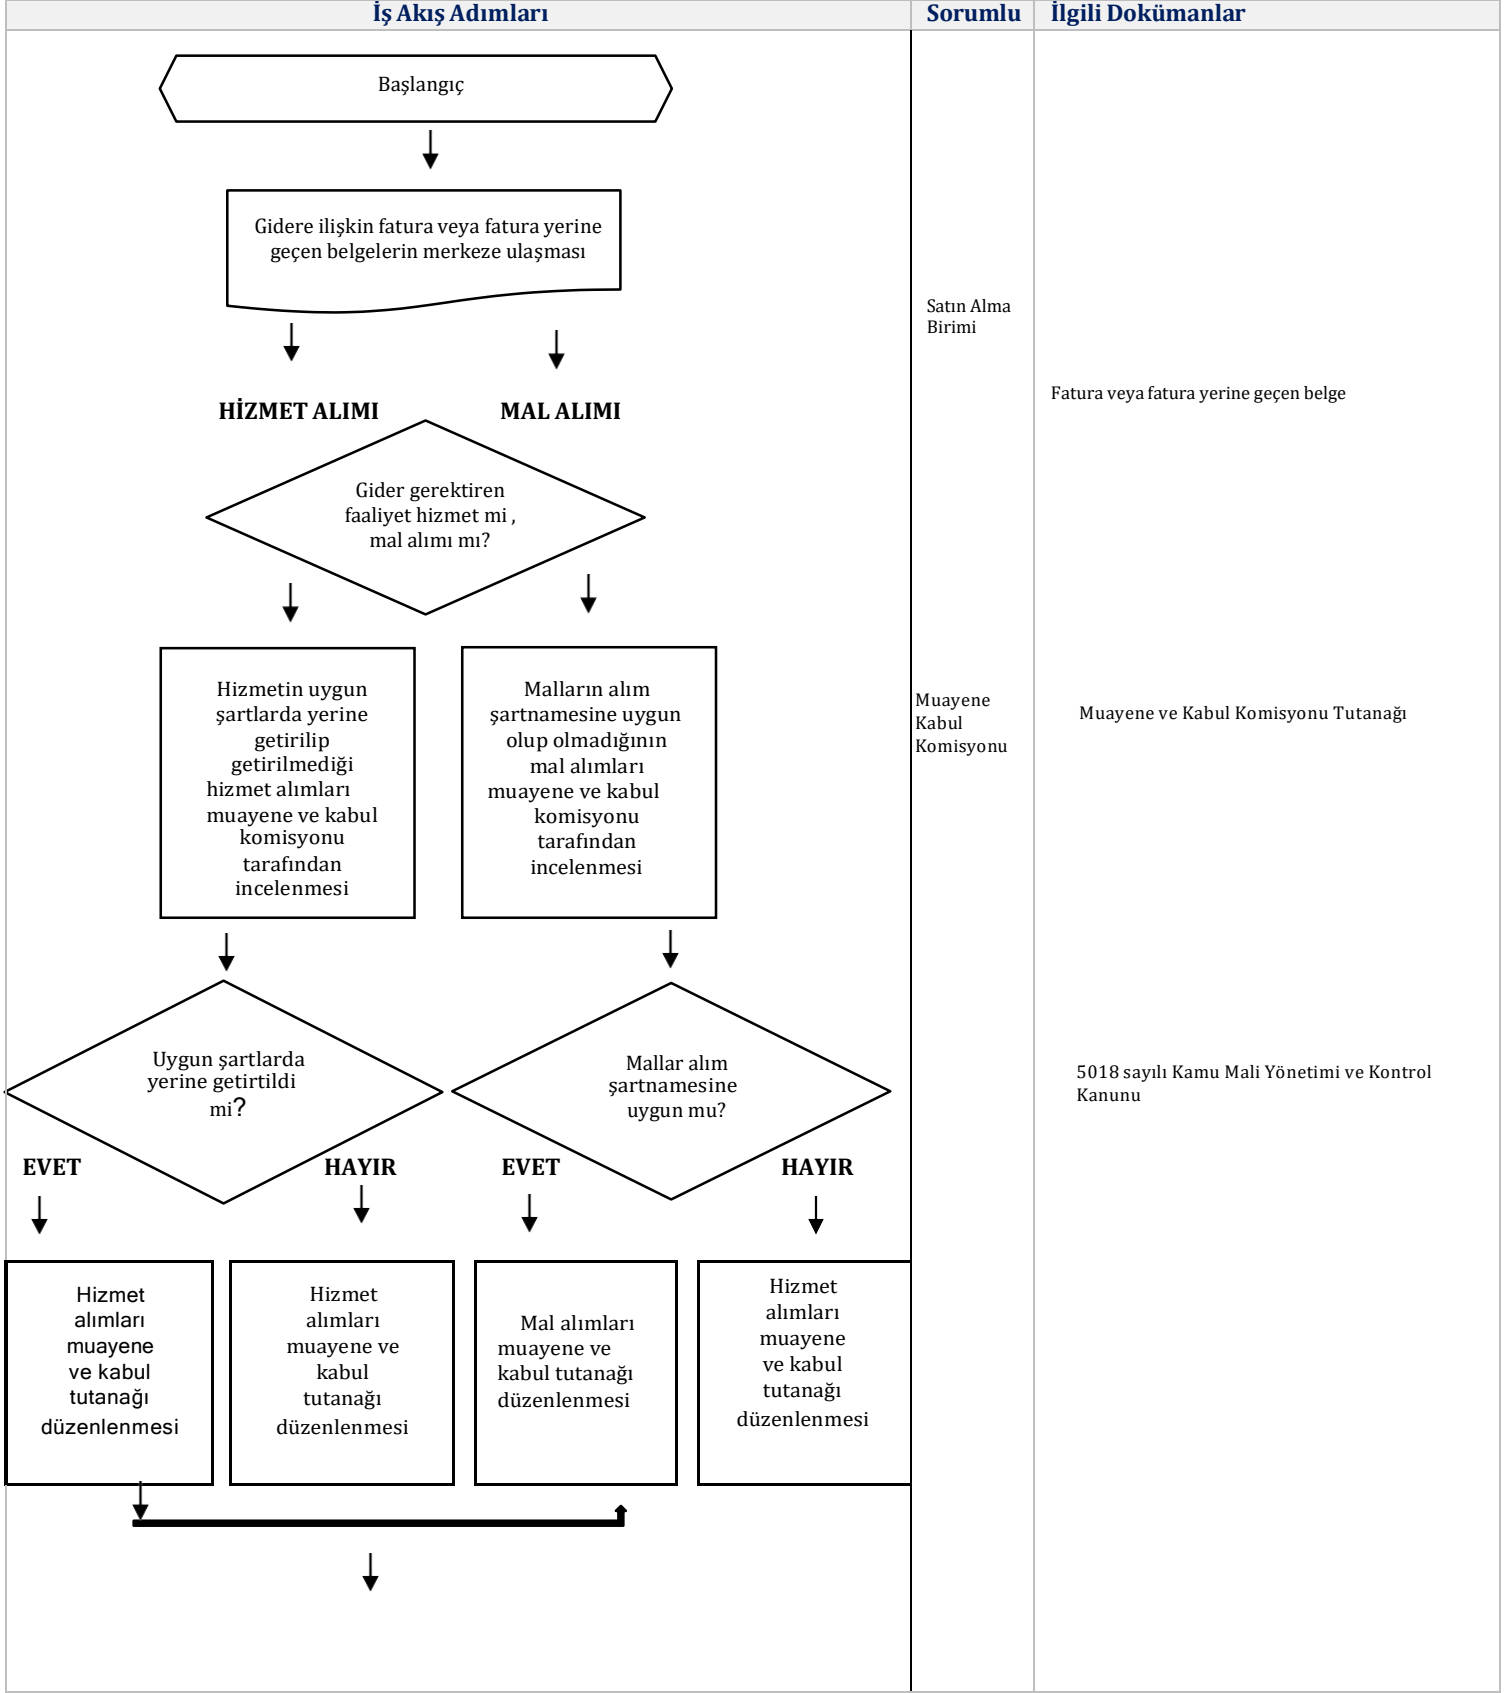 İş Akış Adımları
Sorumlu
İlgili Dokümanlar
Başlangıç
Gidere ilişkin fatura veya fatura yerine
geçen belgelerin merkeze ulaşması
Satın Alma
Birimi
Fatura veya fatura yerine geçen belge
HİZMET ALIMI
MAL ALIMI
Gider gerektiren
faaliyet hizmet mi ,
mal alımı mı?
Hizmetin uygun
şartlarda yerine
getirilip
getirilmediği
hizmet alımları
muayene ve kabul
komisyonu
tarafından
incelenmesi
Malların alım
şartnamesine uygun
olup olmadığının
mal alımları
muayene ve kabul
komisyonu
tarafından
incelenmesi
Muayene
Kabul
Komisyonu
Muayene ve Kabul Komisyonu Tutanağı
Uygun şartlarda
yerine getirtildi
mi?
Mallar alım
şartnamesine
uygun mu?
5018 sayılı Kamu Mali Yönetimi ve Kontrol
Kanunu
EVET
HAYIR
EVET
HAYIR
Hizmet
alımları
muayene
ve kabul
tutanağı
düzenlenmesi
Hizmet
alımları
muayene ve
kabul
tutanağı
düzenlenmesi
Mal alımları
muayene ve
kabul tutanağı
düzenlenmesi
Hizmet
alımları
muayene
ve kabul
tutanağı
düzenlenmesi